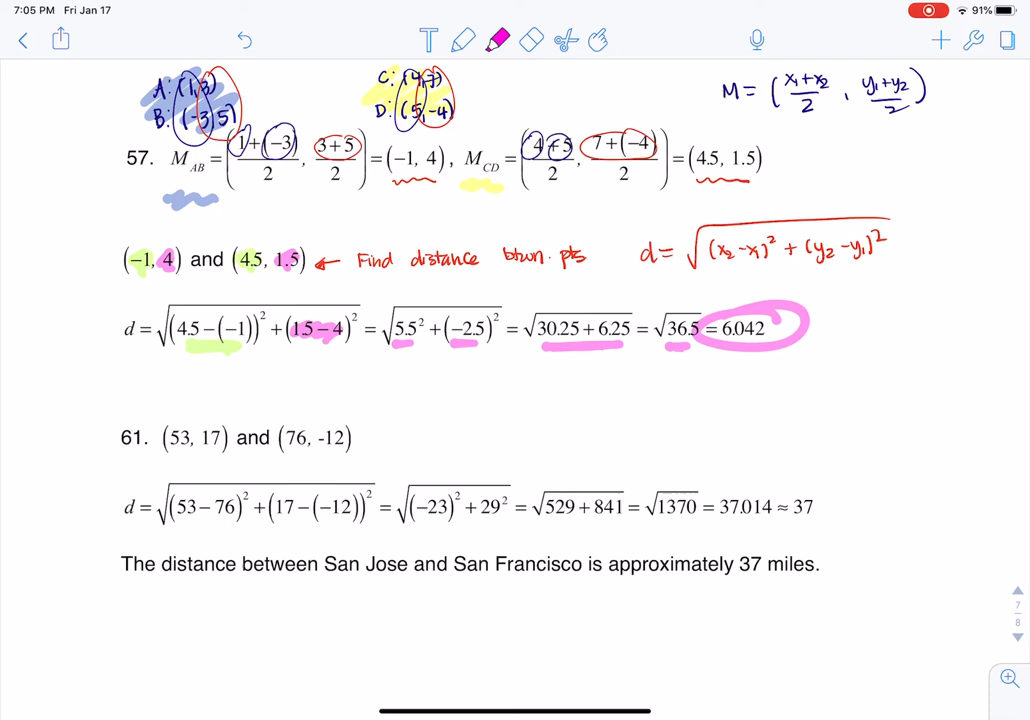 7:05 PM Fri Jan 17 91%
T
A: (1, 3) C: (4, 7) M = ( x₁+x₂ / 2 , y₁+y₂ / 2 )
B: (-3, 5) D: (5, -4)
57. M_AB = ( 1+(−3) / 2 , 3+5 / 2 ) = (−1, 4) , M_CD = ( 4+5 / 2 , 7+(−4) / 2 ) = (4.5, 1.5)
(−1, 4) and (4.5, 1.5) ← Find distance btwn. pts d = √((x₂−x₁)² + (y₂−y₁)²)
d = √((4.5−(−1))² + (1.5−4)²) = √(5.5² + (−2.5)²) = √(30.25 + 6.25) = √36.5 = 6.042
61. (53, 17) and (76, -12)
d = √((53−76)² + (17−(−12))²) = √((−23)² + 29²) = √(529 + 841) = √1370 = 37.014 ≈ 37
The distance between San Jose and San Francisco is approximately 37 miles.
7
8